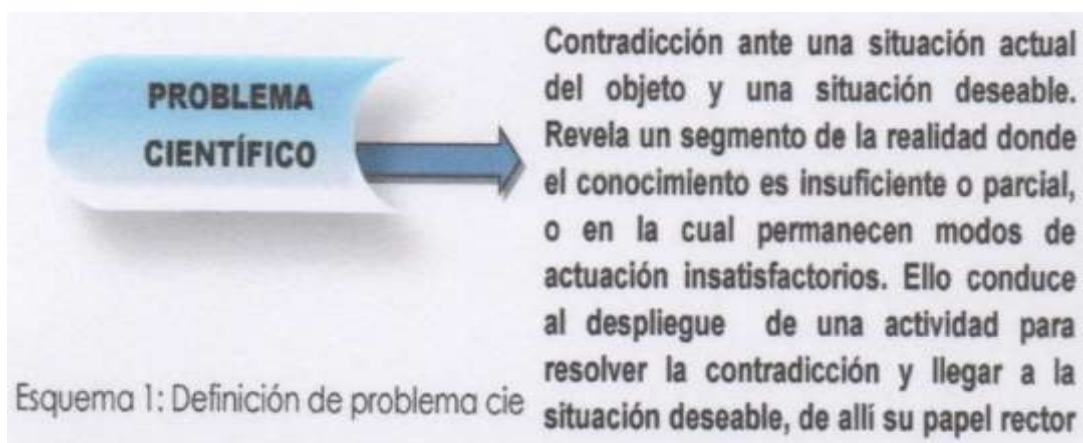 PROBLEMA
CIENTÍFICO
Contradicción ante una situación actual
del objeto y una situación deseable.
Revela un segmento de la realidad donde
el conocimiento es insuficiente o parcial,
o en la cual permanecen modos de
actuación insatisfactorios. Ello conduce
al despliegue de una actividad para
resolver la contradicción y llegar a la
situación deseable, de allí su papel rector
Esquema 1: Definición de problema cie